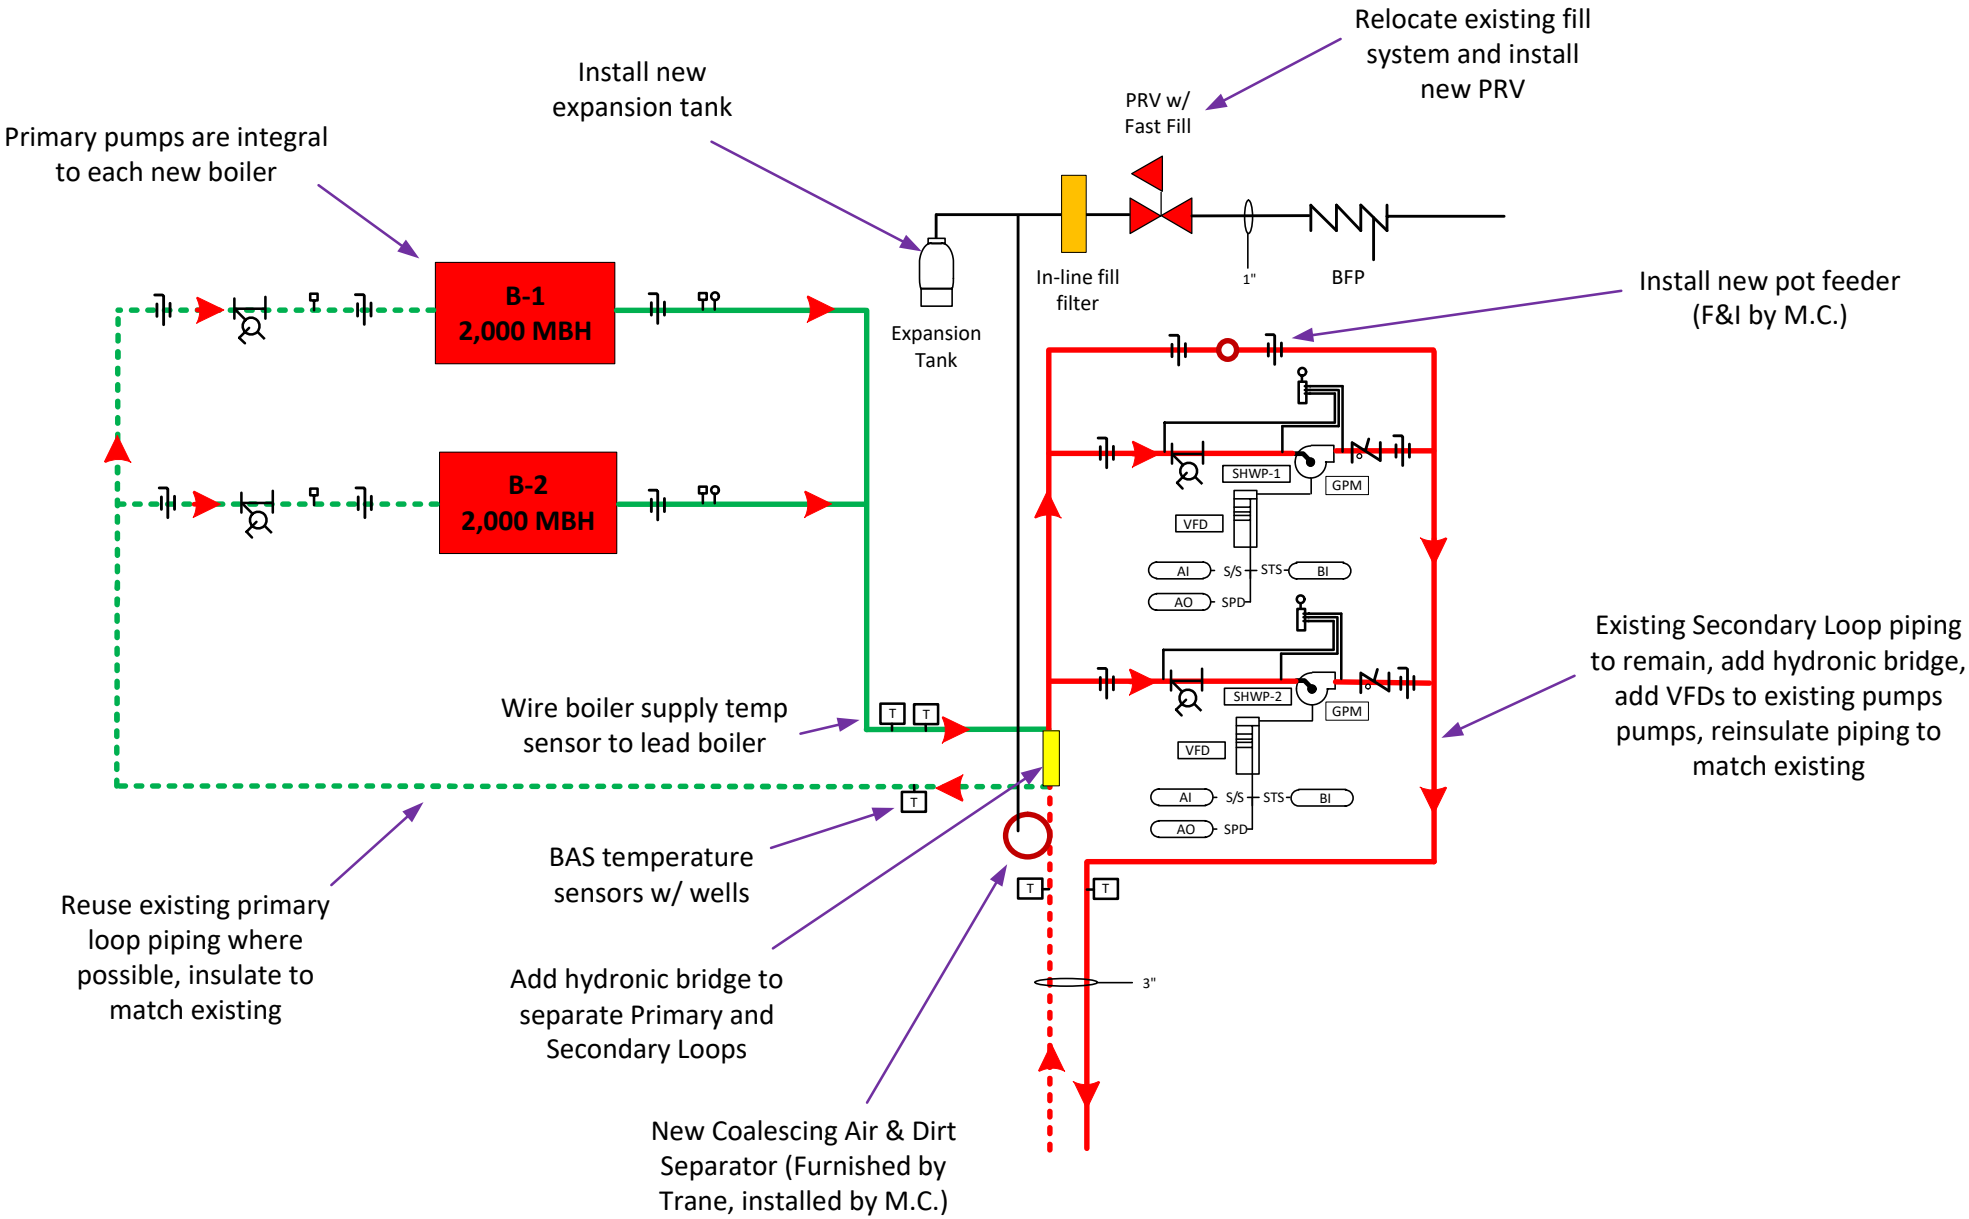 Relocate existing fill
system and install
new PRV
Install new
expansion tank
PRV w/
Fast Fill
Primary pumps are integral
to each new boiler
In-line fill
filter
1"
BFP
Install new pot feeder
(F&I by M.C.)
B-1
2,000 MBH
Expansion
Tank
B-2
2,000 MBH
SHWP-1
GPM
VFD
AI
S/S
STS
BI
AO
SPD
SHWP-2
GPM
VFD
AI
S/S
STS
BI
AO
SPD
Existing Secondary Loop piping
to remain, add hydronic bridge,
add VFDs to existing pumps
pumps, reinsulate piping to
match existing
Wire boiler supply temp
sensor to lead boiler
T
T
T
BAS temperature
sensors w/ wells
T
T
Reuse existing primary
loop piping where
possible, insulate to
match existing
Add hydronic bridge to
separate Primary and
Secondary Loops
3"
New Coalescing Air & Dirt
Separator (Furnished by
Trane, installed by M.C.)